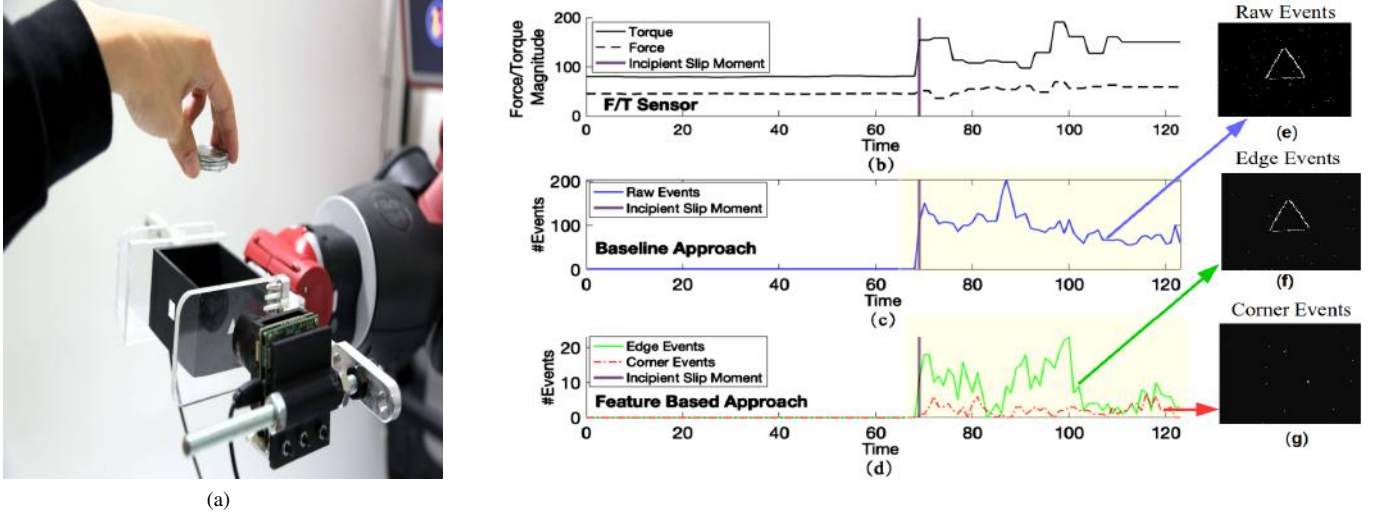 (a)
200
100
0
Force/Torque
Magnitude
Torque
Force
Incipient Slip Moment
F/T Sensor
0 20 40 60 80 100 120
Time
(b)
200
100
0
#Events
Raw Events
Incipient Slip Moment
Baseline Approach
0 20 40 60 80 100 120
Time
(c)
20
10
0
#Events
Edge Events
Corner Events
Incipient Slip Moment
Feature Based Approach
0 20 40 60 80 100 120
Time
(d)
Raw Events
(e)
Edge Events
(f)
Corner Events
(g)